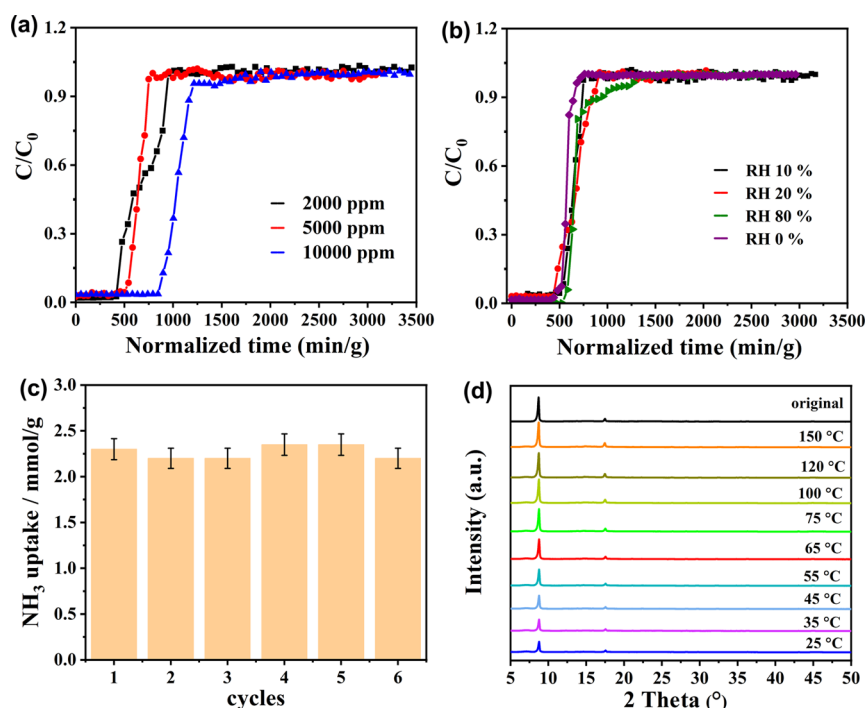 (a)
1.2
0.9
0.6
0.3
0.0
C/C0
2000 ppm
5000 ppm
10000 ppm
0 500 1000 1500 2000 2500 3000 3500
Normalized time (min/g)
(b)
1.2
0.9
0.6
0.3
0.0
C/C0
RH 10 %
RH 20 %
RH 80 %
RH 0 %
0 500 1000 1500 2000 2500 3000 3500
Normalized time (min/g)
(c)
3.0
2.5
2.0
1.5
1.0
0.5
0.0
NH3 uptake / mmol/g
1 2 3 4 5 6
cycles
(d)
Intensity (a.u.)
original
150 °C
120 °C
100 °C
75 °C
65 °C
55 °C
45 °C
35 °C
25 °C
5 10 15 20 25 30 35 40 45 50
2 Theta (°)